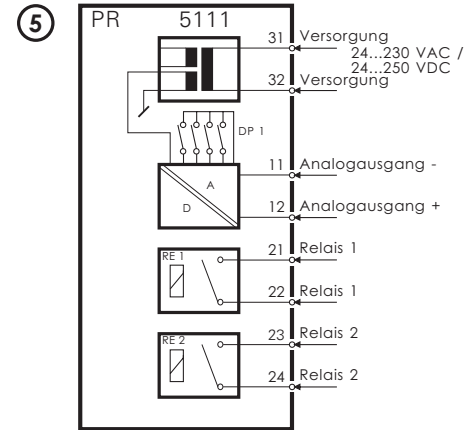 5
PR 5111
31 Versorgung
24...230 VAC /
24...250 VDC
32 Versorgung
DP 1
A
D
11 Analogausgang -
12 Analogausgang +
RE 1
21 Relais 1
22 Relais 1
RE 2
23 Relais 2
24 Relais 2